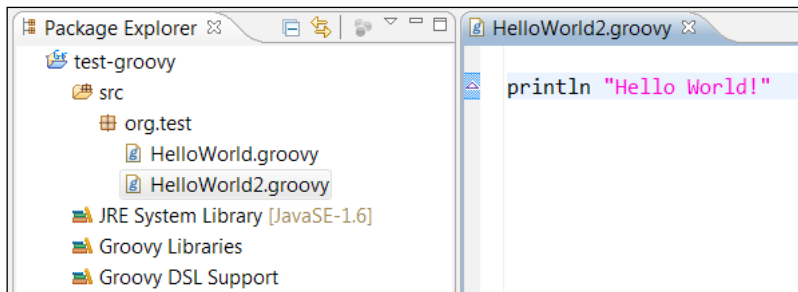 Package Explorer
test-groovy
src
org.test
HelloWorld.groovy
HelloWorld2.groovy
JRE System Library [JavaSE-1.6]
Groovy Libraries
Groovy DSL Support
HelloWorld2.groovy
println "Hello World!"